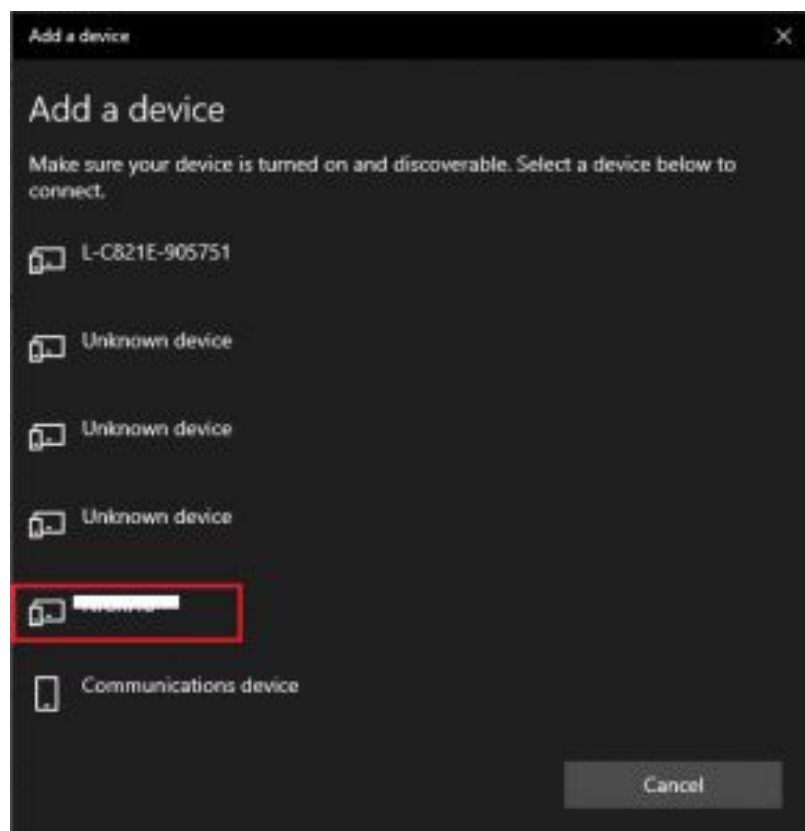 Add a device
Add a device
Make sure your device is turned on and discoverable. Select a device below to
connect.
L-C821E-905751
Unknown device
Unknown device
Unknown device
Communications device
Cancel